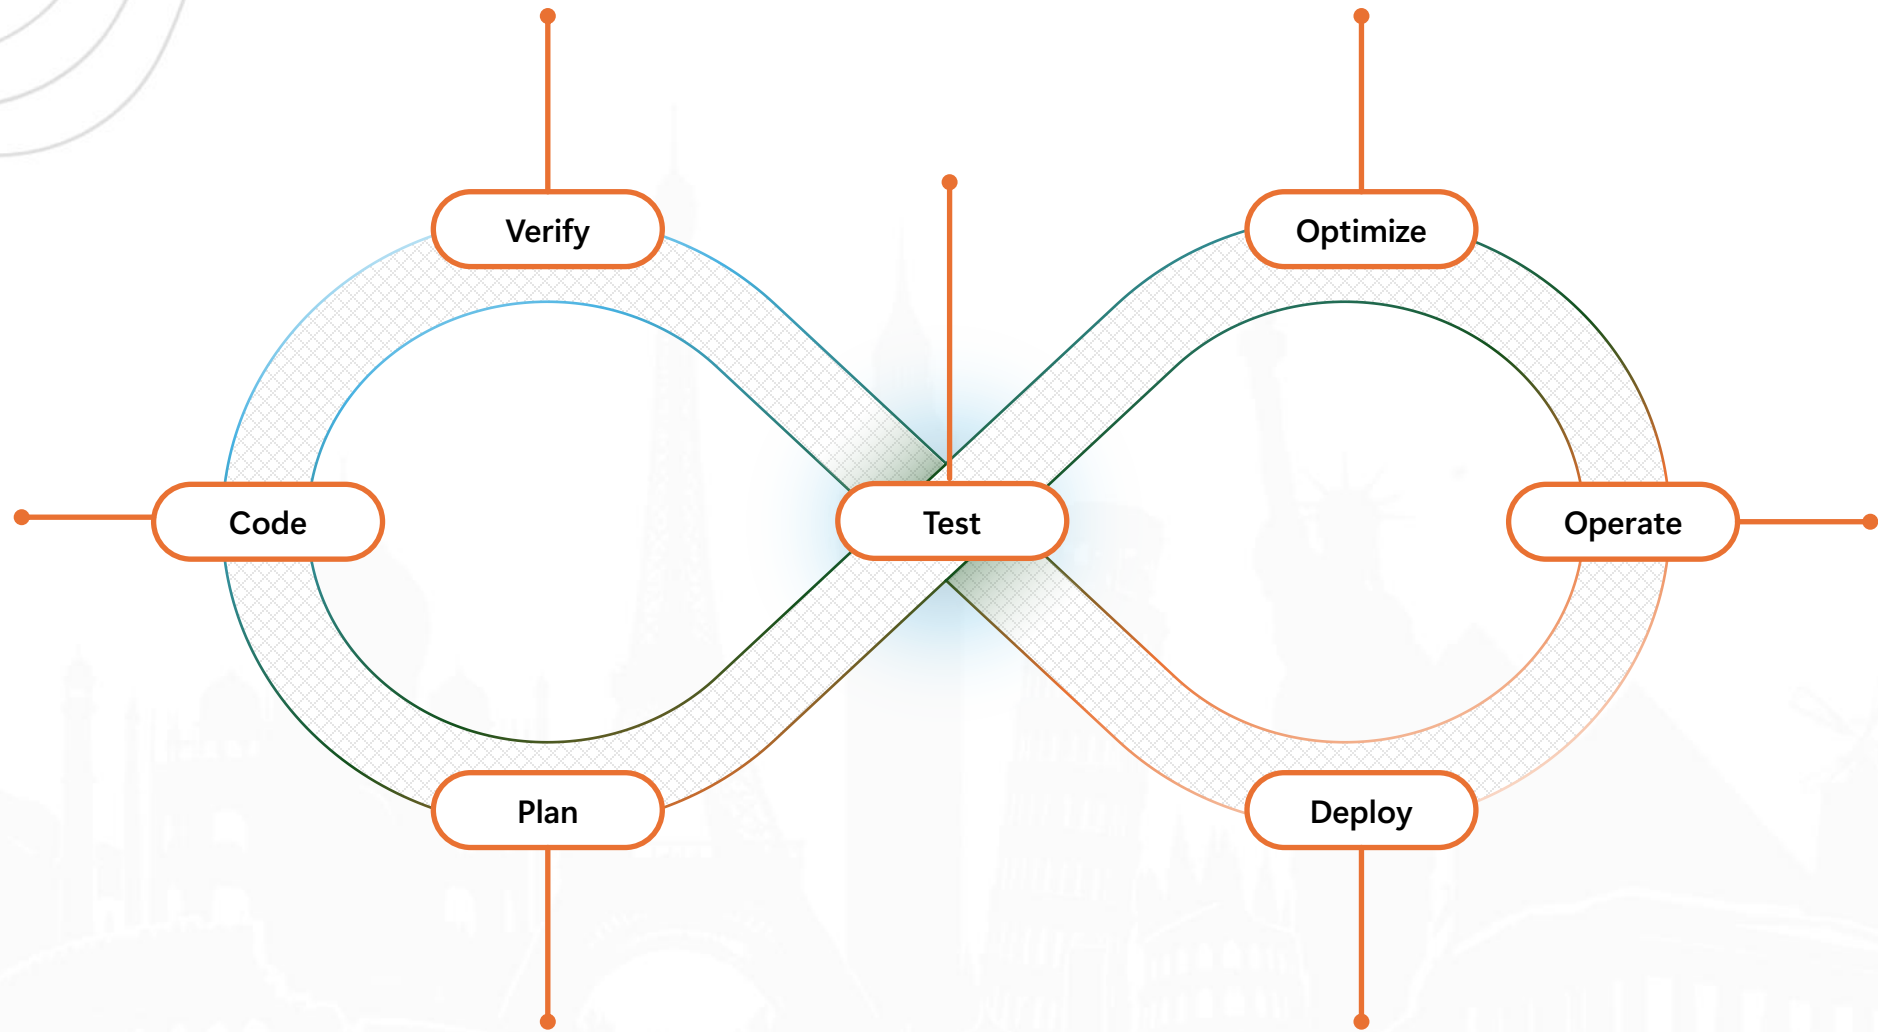 Verify
Optimize
Code
Test
Operate
Plan
Deploy